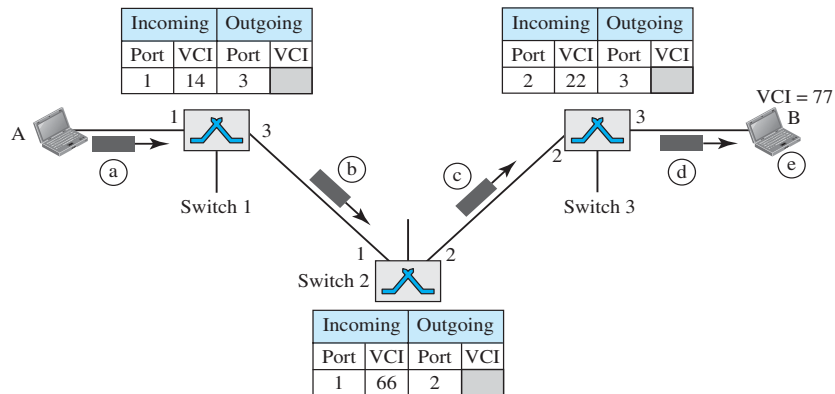 Incoming Outgoing
Port VCI Port VCI
1 14 3
Incoming Outgoing
Port VCI Port VCI
2 22 3
VCI = 77
A
1
3
2
3
B
a
b
c
d
e
Switch 1
Switch 3
1
2
Switch 2
Incoming Outgoing
Port VCI Port VCI
1 66 2